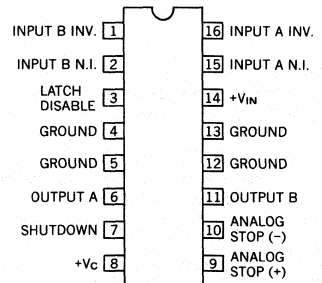 INPUT B INV. 1 16 INPUT A INV.
INPUT B N.I. 2 15 INPUT A N.I.
LATCH
DISABLE 3 14 +VIN
GROUND 4 13 GROUND
GROUND 5 12 GROUND
OUTPUT A 6 11 OUTPUT B
SHUTDOWN 7 10 ANALOG
STOP (–)
+VC 8 9 ANALOG
STOP (+)